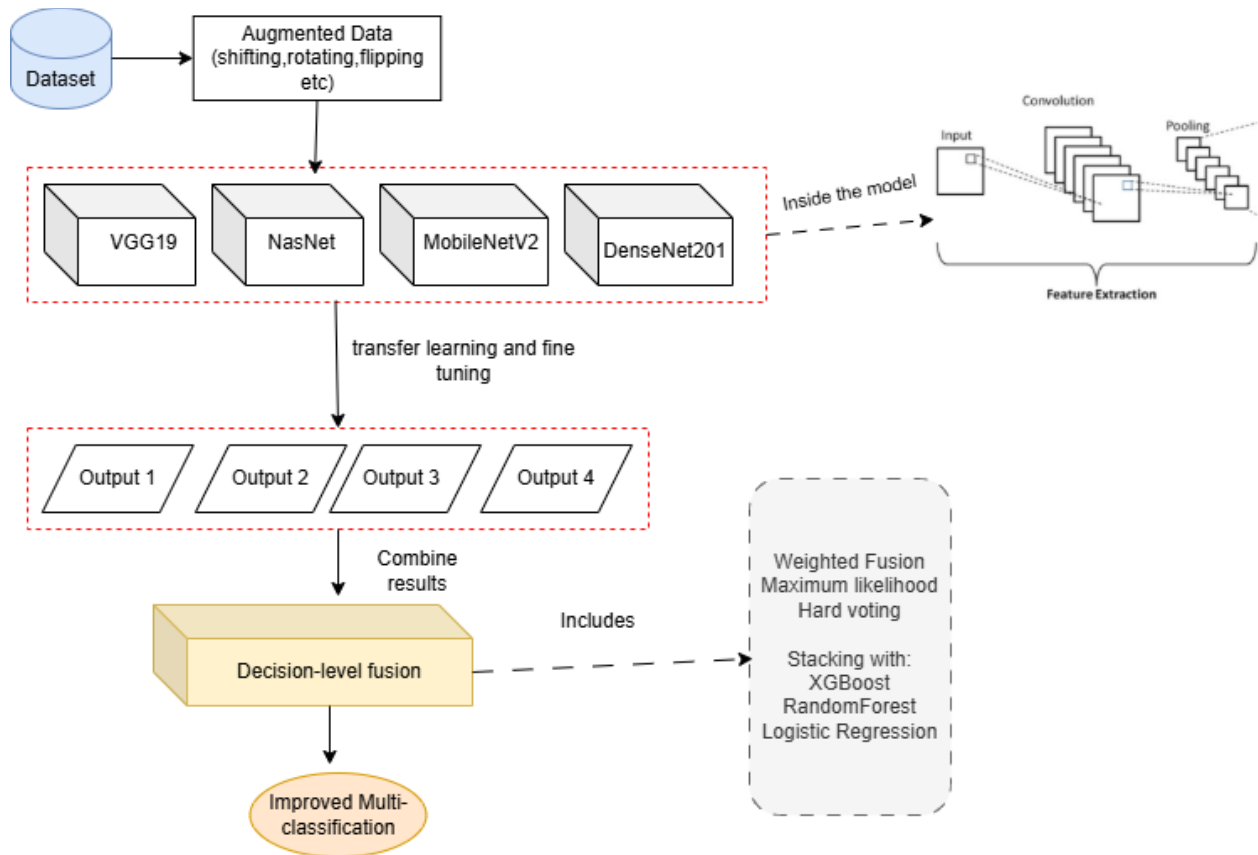 Dataset
Augmented Data
(shifting,rotating,flipping
etc)
VGG19
NasNet
MobileNetV2
DenseNet201
Inside the model
Input
Convolution
Pooling
Feature Extraction
transfer learning and fine
tuning
Output 1
Output 2
Output 3
Output 4
Combine
results
Decision-level fusion
Includes
Weighted Fusion
Maximum likelihood
Hard voting
Stacking with:
XGBoost
RandomForest
Logistic Regression
Improved Multi-
classification